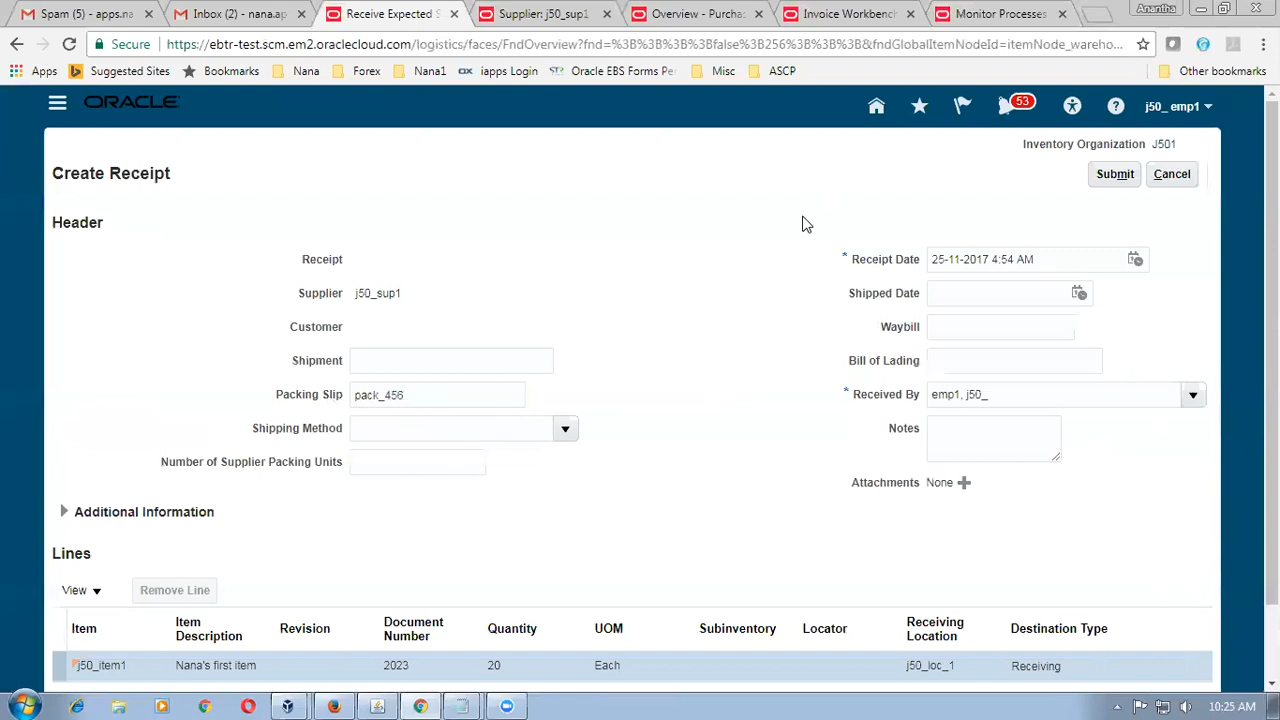 Spam (5) - apps.na
Inbox (2) - nana.ap
Receive Expected S
Supplier: j50_sup1
Overview - Purcha
Invoice Workbench
Monitor Processes
Anantha
Secure
https://ebtr-test.scm.em2.oraclecloud.com/logistics/faces/FndOverview?fnd=%3B%3B%3B%3Bfalse%3B256%3B%3B%3B&fndGlobalItemNodeId=itemNode_wareho...
Apps
Suggested Sites
Bookmarks
Nana
Forex
Nana1
iapps Login
Oracle EBS Forms Per
Misc
ASCP
Other bookmarks
ORACLE
53
j50_ emp1
Inventory Organization J501
Create Receipt
Submit
Cancel
Header
Receipt
* Receipt Date 25-11-2017 4:54 AM
Supplier j50_sup1
Shipped Date
Customer
Waybill
Shipment
Bill of Lading
Packing Slip pack_456
* Received By emp1, j50_
Shipping Method
Notes
Number of Supplier Packing Units
Attachments None
Additional Information
Lines
View
Remove Line
Item
Item Description
Revision
Document Number
Quantity
UOM
Subinventory
Locator
Receiving Location
Destination Type
j50_item1
Nana's first item
2023
20
Each
j50_loc_1
Receiving
10:25 AM